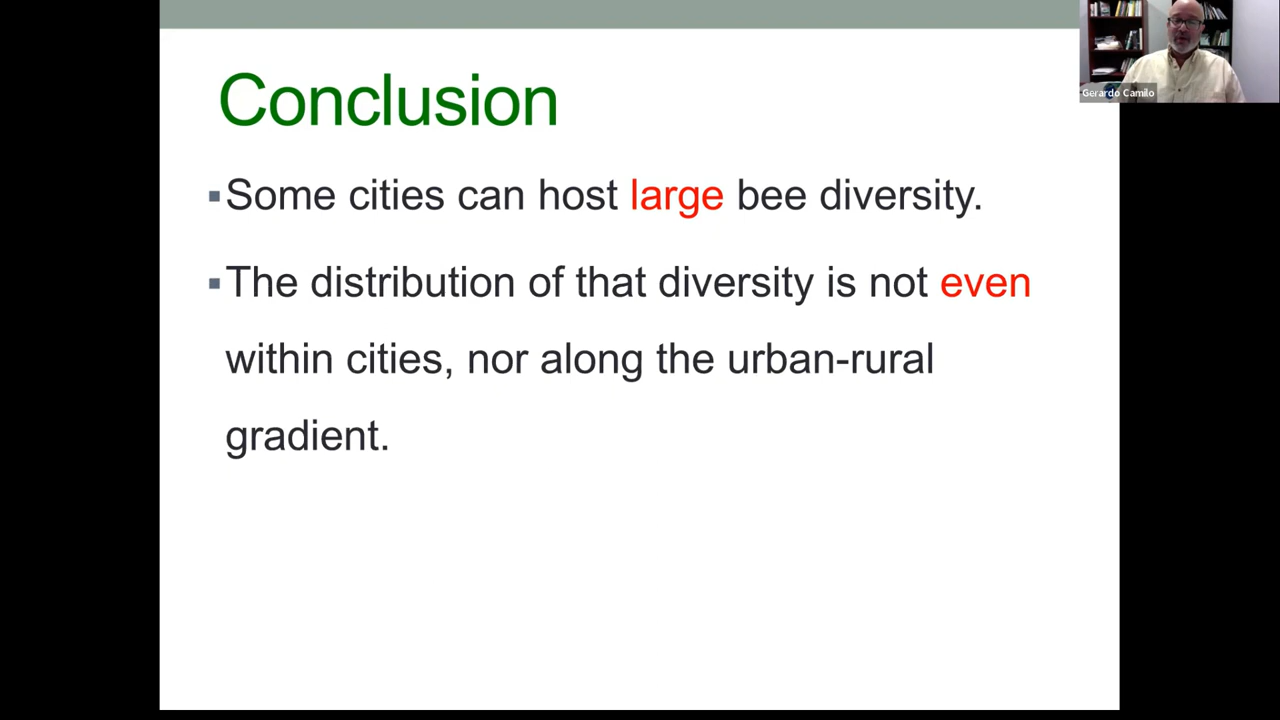 Conclusion
▪Some cities can host large bee diversity.
▪The distribution of that diversity is not even
within cities, nor along the urban-rural
gradient.
Gerardo Camilo